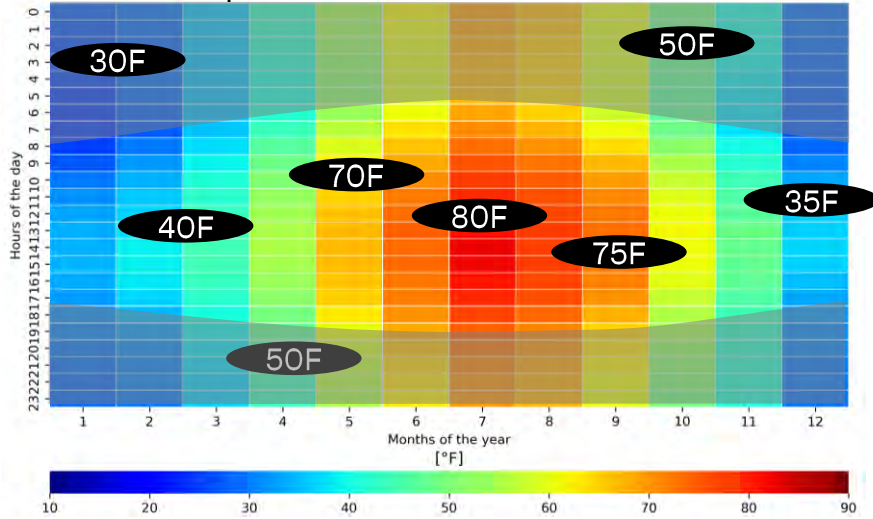 0
1
2
3
4
5
6
7
8
9
10
11
12
13
14
15
16
17
18
19
20
21
22
23
Hours of the day
30F
50F
70F
40F
80F
35F
75F
50F
1 2 3 4 5 6 7 8 9 10 11 12
Months of the year
[°F]
10 20 30 40 50 60 70 80 90